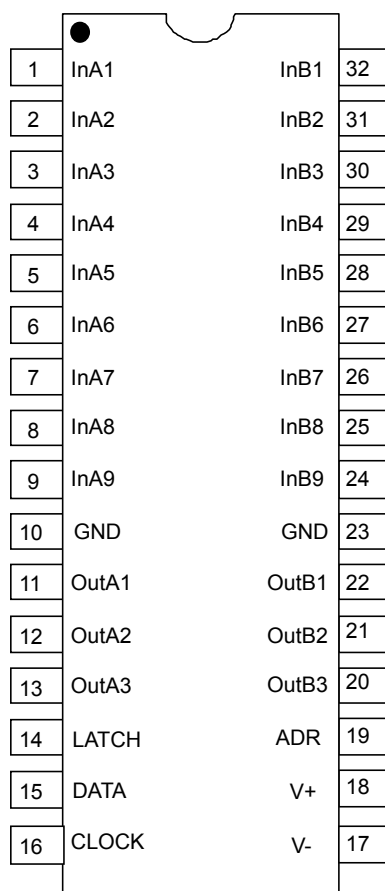 1 InA1 InB1 32
2 InA2 InB2 31
3 InA3 InB3 30
4 InA4 InB4 29
5 InA5 InB5 28
6 InA6 InB6 27
7 InA7 InB7 26
8 InA8 InB8 25
9 InA9 InB9 24
10 GND GND 23
11 OutA1 OutB1 22
12 OutA2 OutB2 21
13 OutA3 OutB3 20
14 LATCH ADR 19
15 DATA V+ 18
16 CLOCK V- 17